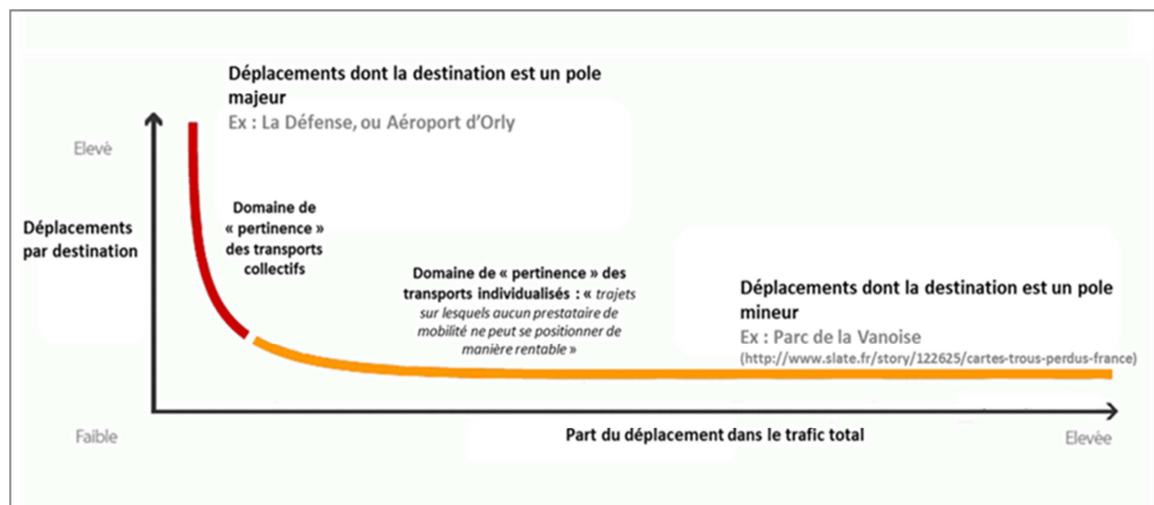 Déplacements dont la destination est un pole
majeur
Ex : La Défense, ou Aéroport d'Orly
Elevè
Déplacements
par destination
Domaine de
« pertinence »
des transports
collectifs
Domaine de « pertinence » des
transports individualisés : « trajets
sur lesquels aucun prestataire de
mobilité ne peut se positionner de
manière rentable »
Déplacements dont la destination est un pole
mineur
Ex : Parc de la Vanoise
(http://www.slate.fr/story/122625/cartes-trous-perdus-france)
Faible
Part du déplacement dans le trafic total
Elevèe